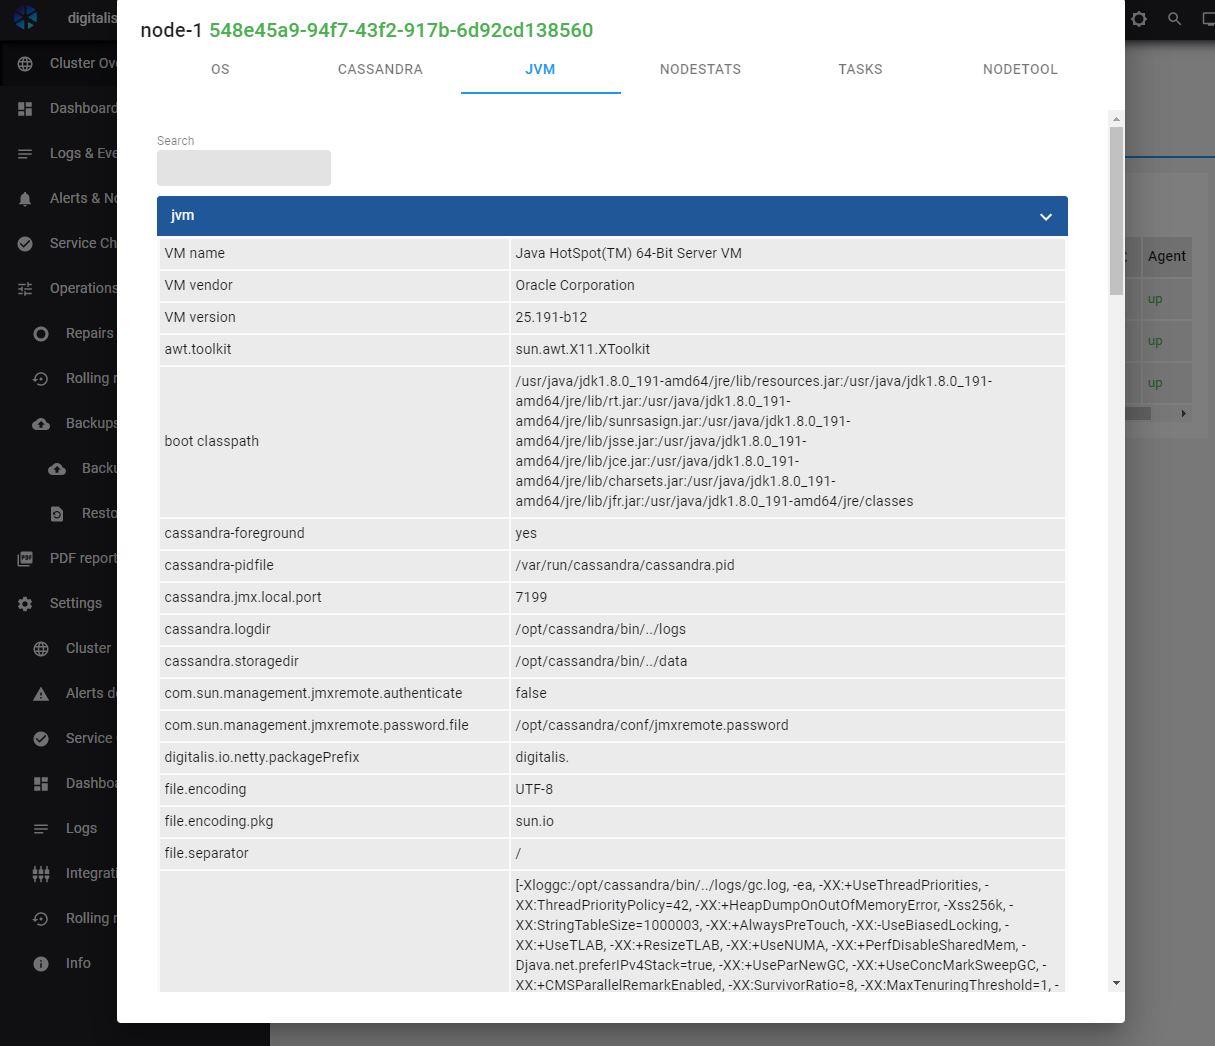 digitalis
node-1 548e45a9-94f7-43f2-917b-6d92cd138560
OS CASSANDRA JVM NODESTATS TASKS NODETOOL
Cluster Ov
Dashboard
Logs & Eve
Alerts & No
Service Ch
Operations
Repairs
Rolling r
Backups
Backu
Resto
PDF report
Settings
Cluster
Alerts de
Service
Dashbo
Logs
Integrati
Rolling r
Info
Search
jvm
VM name Java HotSpot(TM) 64-Bit Server VM
VM vendor Oracle Corporation
VM version 25.191-b12
awt.toolkit sun.awt.X11.XToolkit
boot classpath
/usr/java/jdk1.8.0_191-amd64/jre/lib/resources.jar:/usr/java/jdk1.8.0_191-
amd64/jre/lib/rt.jar:/usr/java/jdk1.8.0_191-
amd64/jre/lib/sunrsasign.jar:/usr/java/jdk1.8.0_191-
amd64/jre/lib/jsse.jar:/usr/java/jdk1.8.0_191-
amd64/jre/lib/jce.jar:/usr/java/jdk1.8.0_191-
amd64/jre/lib/charsets.jar:/usr/java/jdk1.8.0_191-
amd64/jre/lib/jfr.jar:/usr/java/jdk1.8.0_191-amd64/jre/classes
cassandra-foreground yes
cassandra-pidfile /var/run/cassandra/cassandra.pid
cassandra.jmx.local.port 7199
cassandra.logdir /opt/cassandra/bin/../logs
cassandra.storagedir /opt/cassandra/bin/../data
com.sun.management.jmxremote.authenticate false
com.sun.management.jmxremote.password.file /opt/cassandra/conf/jmxremote.password
digitalis.io.netty.packagePrefix digitalis.
file.encoding UTF-8
file.encoding.pkg sun.io
file.separator /
[-Xloggc:/opt/cassandra/bin/../logs/gc.log, -ea, -XX:+UseThreadPriorities, -
XX:ThreadPriorityPolicy=42, -XX:+HeapDumpOnOutOfMemoryError, -Xss256k, -
XX:StringTableSize=1000003, -XX:+AlwaysPreTouch, -XX:-UseBiasedLocking, -
XX:+UseTLAB, -XX:+ResizeTLAB, -XX:+UseNUMA, -XX:+PerfDisableSharedMem, -
Djava.net.preferIPv4Stack=true, -XX:+UseParNewGC, -XX:+UseConcMarkSweepGC, -
XX:+CMSParallelRemarkEnabled, -XX:SurvivorRatio=8, -XX:MaxTenuringThreshold=1, -
Agent
up
up
up